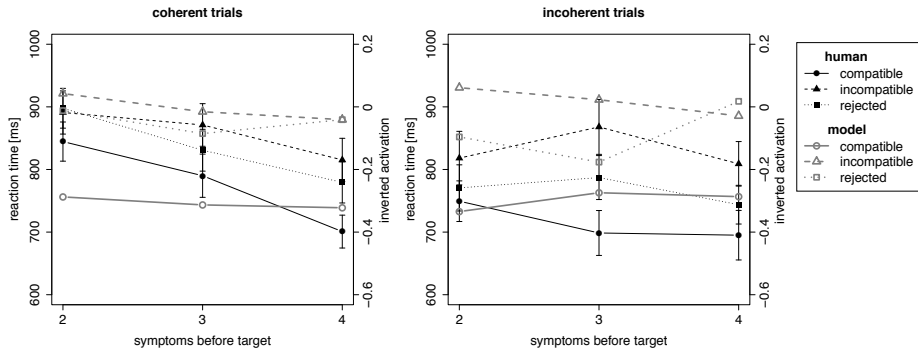 coherent trials
reaction time [ms]
600
700
800
900
1000
2
3
4
symptoms before target
−0.6
−0.4
−0.2
0
0.2
inverted activation
incoherent trials
reaction time [ms]
600
700
800
900
1000
2
3
4
symptoms before target
−0.6
−0.4
−0.2
0
0.2
inverted activation
human
compatible
incompatible
rejected
model
compatible
incompatible
rejected